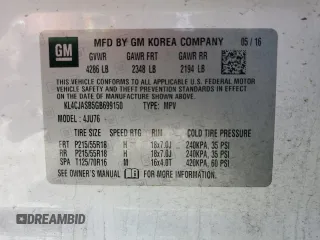 GM
MFD BY GM KOREA COMPANY 05/16
GVWR GAWR FRT GAWR RR
4286 LB 2348 LB 2194 LB
THIS VEHICLE CONFORMS TO ALL APPLICABLE U.S. FEDERAL
MOTOR VEHICLE SAFETY, BUMPER, AND THEFT PREVENTION
STANDARDS IN EFFECT ON THE DATE OF MANUFACTURE SHOWN ABOVE.
KL4CJASB5GB699150 TYPE: MPV
MODEL: 4JU76
TIRE SIZE SPEED RTG RIM COLD TIRE PRESSURE
FRT P215/55R18 H 18x7.0J 240KPA, 35 PSI
RR P215/55R18 H 18x7.0J 240KPA, 35 PSI
SPA T125/70R16 M 16x4.0T 420KPA, 60 PSI
SEE OWNER'S MANUAL FOR ADDITIONAL INFORMATION
DREAMBID